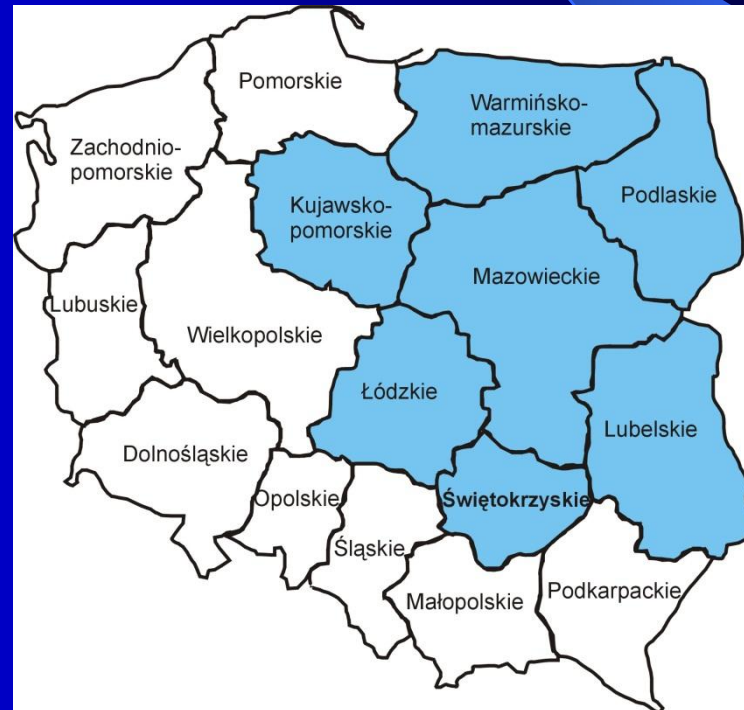 Pomorskie
Warmińsko-
mazurskie
Zachodnio-
pomorskie
Podlaskie
Kujawsko-
pomorskie
Mazowieckie
Lubuskie
Wielkopolskie
Łódzkie
Lubelskie
Dolnośląskie
Opolskie
Świętokrzyskie
Śląskie
Małopolskie
Podkarpackie